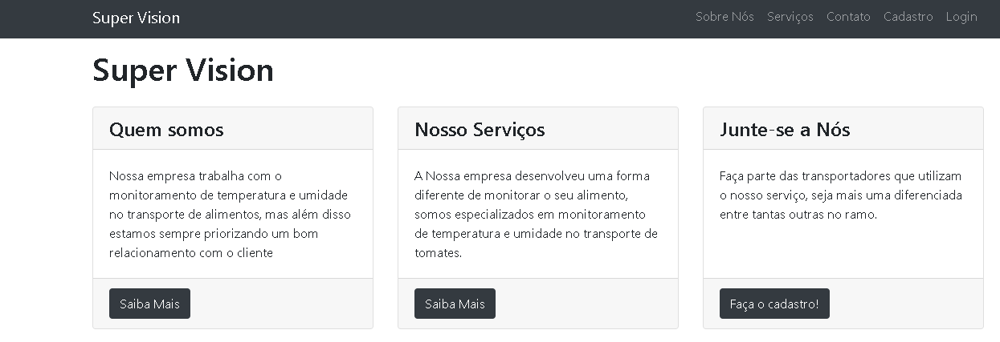 Super Vision
Sobre Nós Serviços Contato Cadastro Login
Super Vision
Quem somos
Nossa empresa trabalha com o
monitoramento de temperatura e umidade
no transporte de alimentos, mas além disso
estamos sempre priorizando um bom
relacionamento com o cliente
Saiba Mais
Nosso Serviços
A Nossa empresa desenvolveu uma forma
diferente de monitorar o seu alimento,
somos especializados em monitoramento
de temperatura e umidade no transporte de
tomates.
Saiba Mais
Junte-se a Nós
Faça parte das transportadores que utilizam
o nosso serviço, seja mais uma diferenciada
entre tantas outras no ramo.
Faça o cadastro!